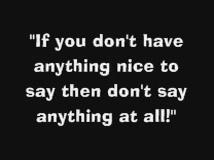 "If you don't have
anything nice to
say then don't say
anything at all!"